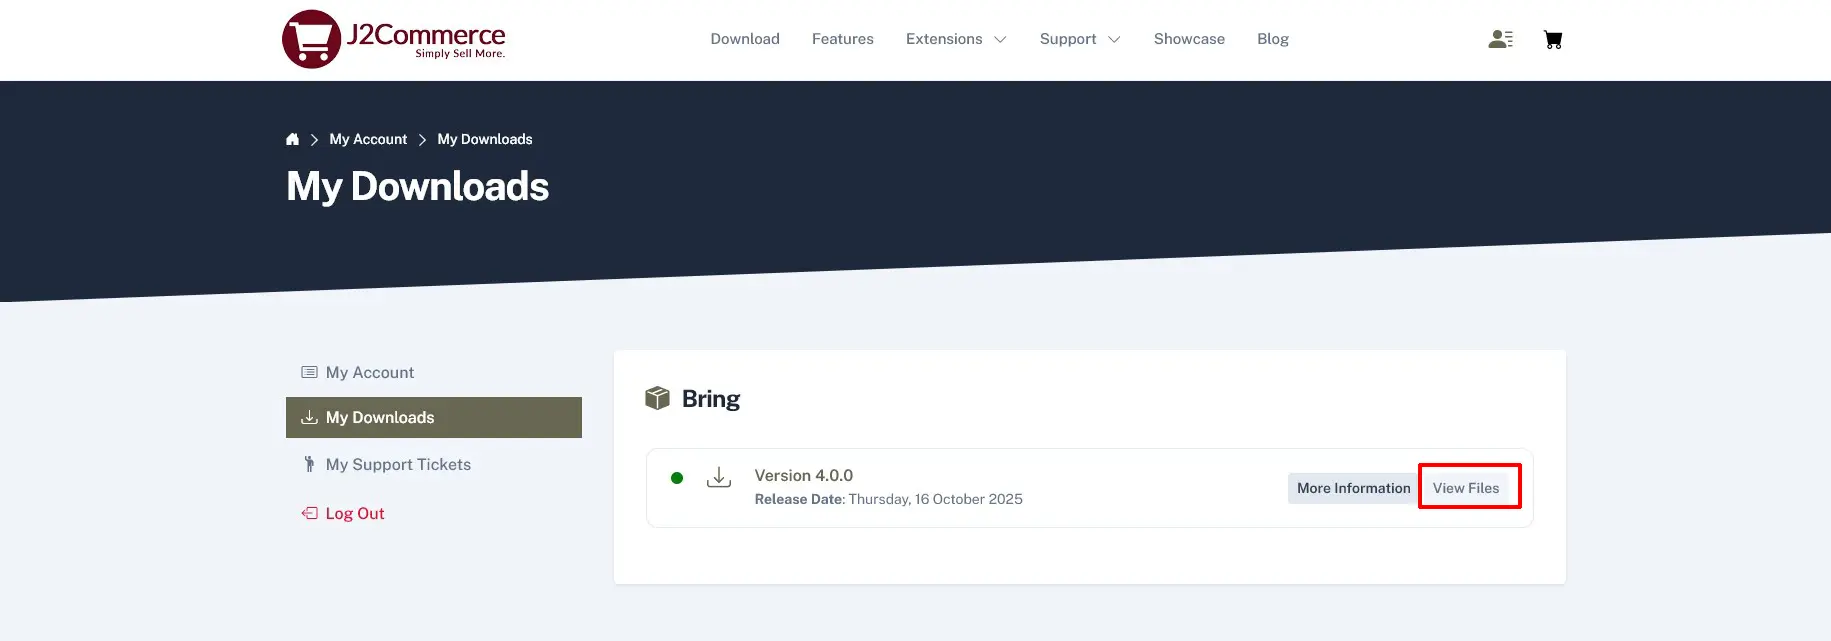 J2Commerce
Simply Sell More.
Download Features Extensions Support Showcase Blog
My Account My Downloads
My Downloads
My Account
My Downloads
My Support Tickets
Log Out
Bring
Version 4.0.0
Release Date: Thursday, 16 October 2025
More Information View Files